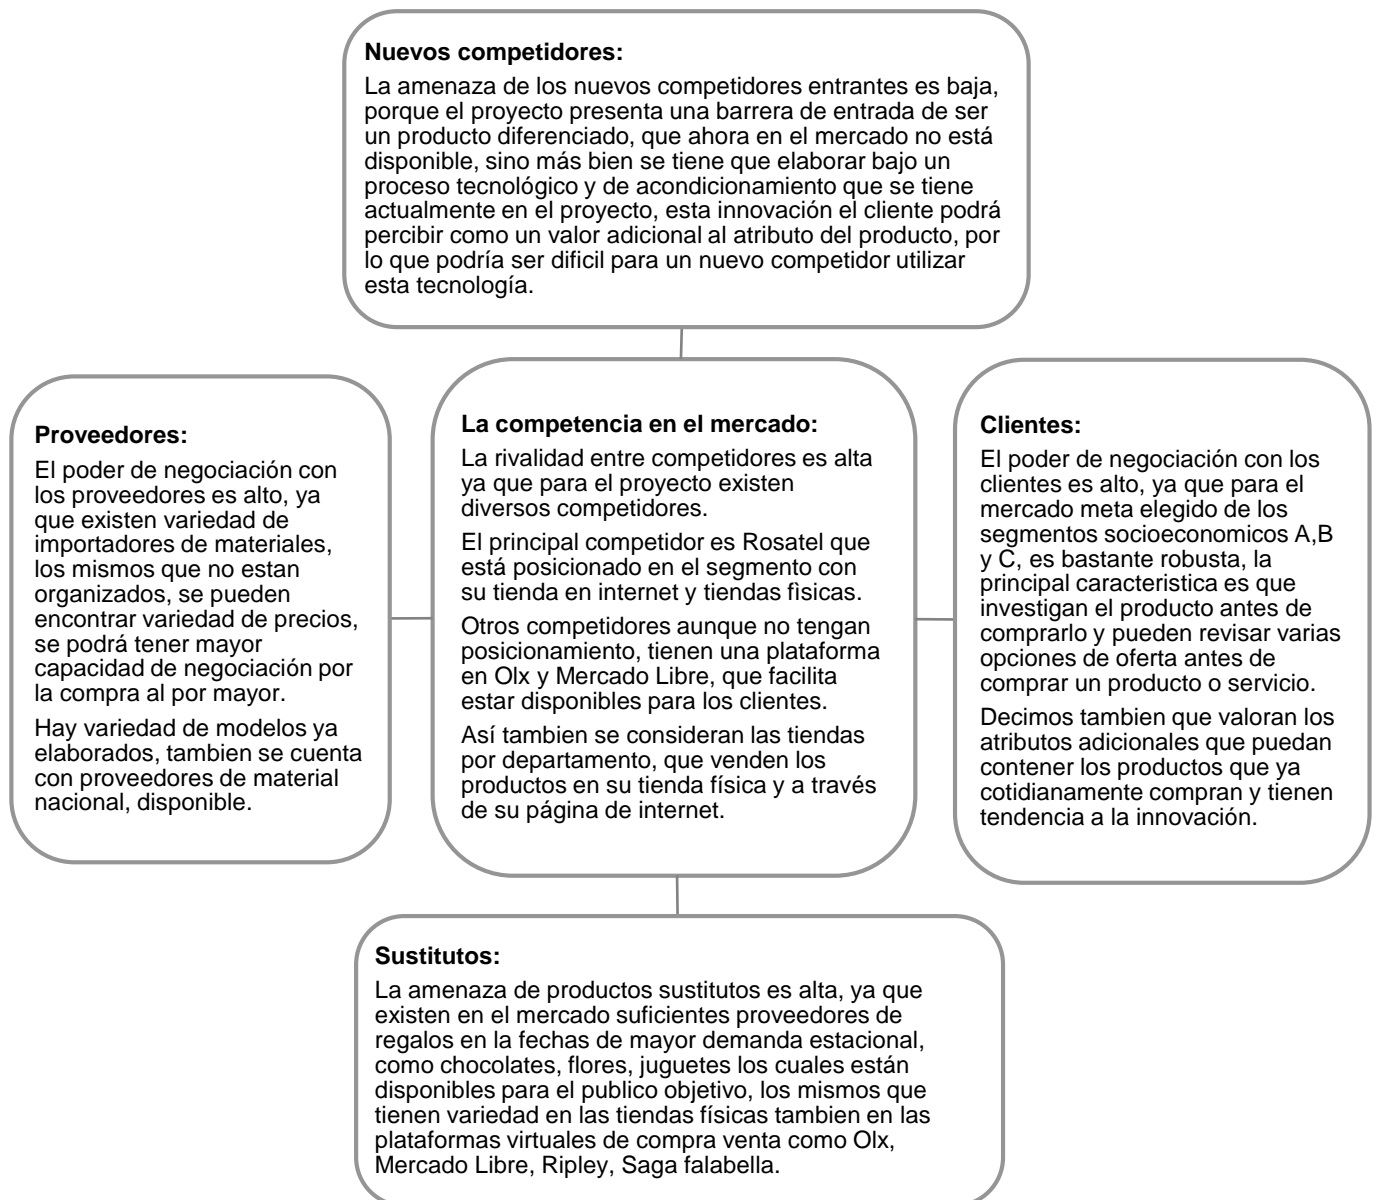 Nuevos competidores:
La amenaza de los nuevos competidores entrantes es baja,
porque el proyecto presenta una barrera de entrada de ser
un producto diferenciado, que ahora en el mercado no está
disponible, sino más bien se tiene que elaborar bajo un
proceso tecnológico y de acondicionamiento que se tiene
actualmente en el proyecto, esta innovación el cliente podrá
percibir como un valor adicional al atributo del producto, por
lo que podría ser dificil para un nuevo competidor utilizar
esta tecnología.
Proveedores:
El poder de negociación con
los proveedores es alto, ya
que existen variedad de
importadores de materiales,
los mismos que no estan
organizados, se pueden
encontrar variedad de precios,
se podrá tener mayor
capacidad de negociación por
la compra al por mayor.
Hay variedad de modelos ya
elaborados, tambien se cuenta
con proveedores de material
nacional, disponible.
La competencia en el mercado:
La rivalidad entre competidores es alta
ya que para el proyecto existen
diversos competidores.
El principal competidor es Rosatel que
está posicionado en el segmento con
su tienda en internet y tiendas fìsicas.
Otros competidores aunque no tengan
posicionamiento, tienen una plataforma
en Olx y Mercado Libre, que facilita
estar disponibles para los clientes.
Así tambien se consideran las tiendas
por departamento, que venden los
productos en su tienda física y a través
de su página de internet.
Clientes:
El poder de negociación con los
clientes es alto, ya que para el
mercado meta elegido de los
segmentos socioeconomicos A,B
y C, es bastante robusta, la
principal caracteristica es que
investigan el producto antes de
comprarlo y pueden revisar varias
opciones de oferta antes de
comprar un producto o servicio.
Decimos tambien que valoran los
atributos adicionales que puedan
contener los productos que ya
cotidianamente compran y tienen
tendencia a la innovación.
Sustitutos:
La amenaza de productos sustitutos es alta, ya que
existen en el mercado suficientes proveedores de
regalos en la fechas de mayor demanda estacional,
como chocolates, flores, juguetes los cuales están
disponibles para el publico objetivo, los mismos que
tienen variedad en las tiendas físicas tambien en las
plataformas virtuales de compra venta como Olx,
Mercado Libre, Ripley, Saga falabella.